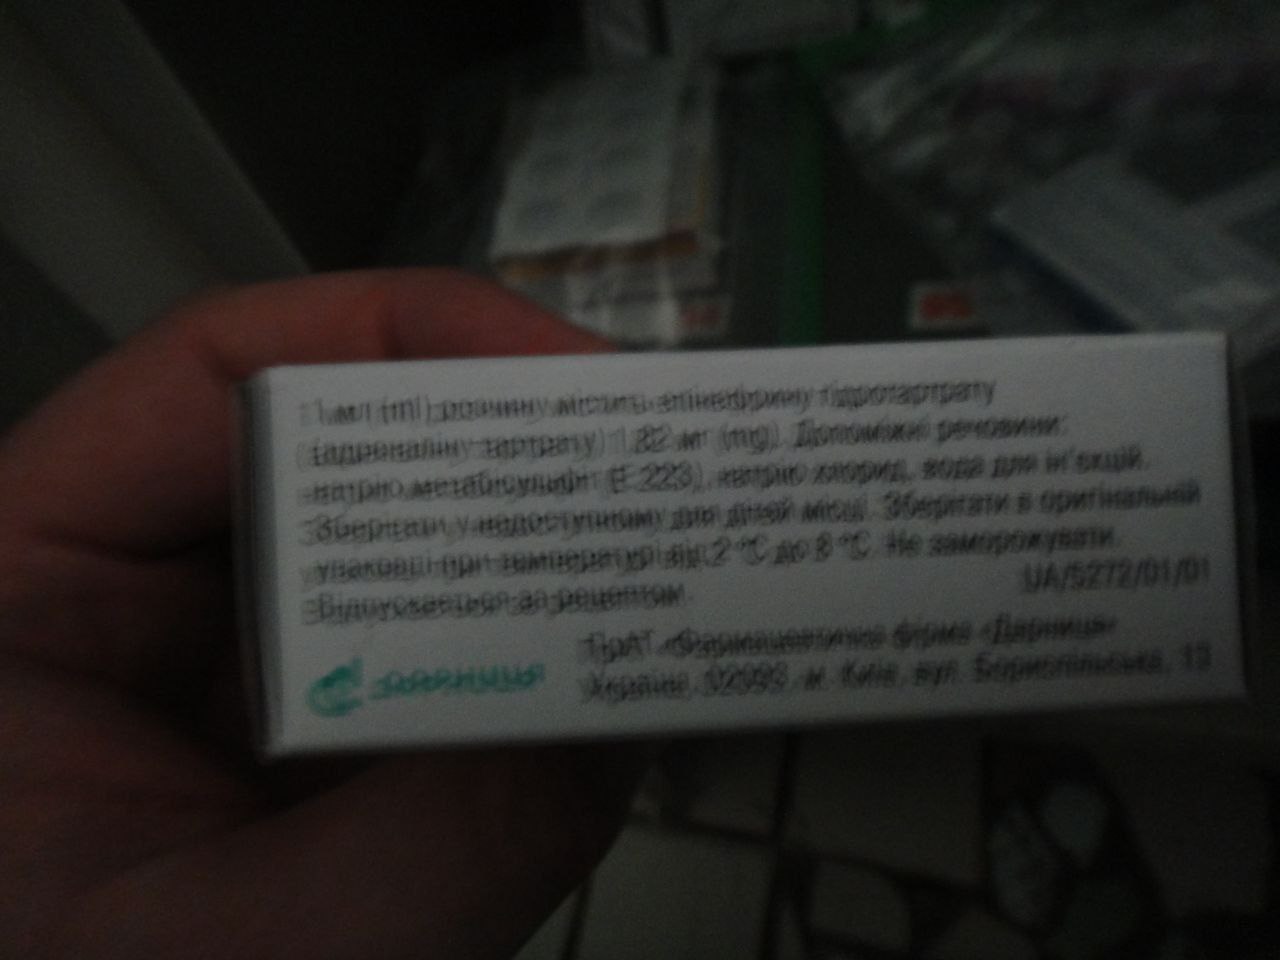 1 мл (ml) розчину містить епінефрину гідротартрату
(адреналіну тартрату) 1,82 мг (mg). Допоміжні речовини:
натрію метабісульфіт (Е 223), натрію хлорид, вода для ін'єкцій.
Зберігати у недоступному для дітей місці. Зберігати в оригінальній
упаковці при температурі від 2 °С до 8 °С. Не заморожувати.
Відпускається за рецептом.
UA/5272/01/01
дарниця
ПрАТ «Фармацевтична фірма «Дарниця»
Україна, 02093, м. Київ, вул. Бориспільська, 13